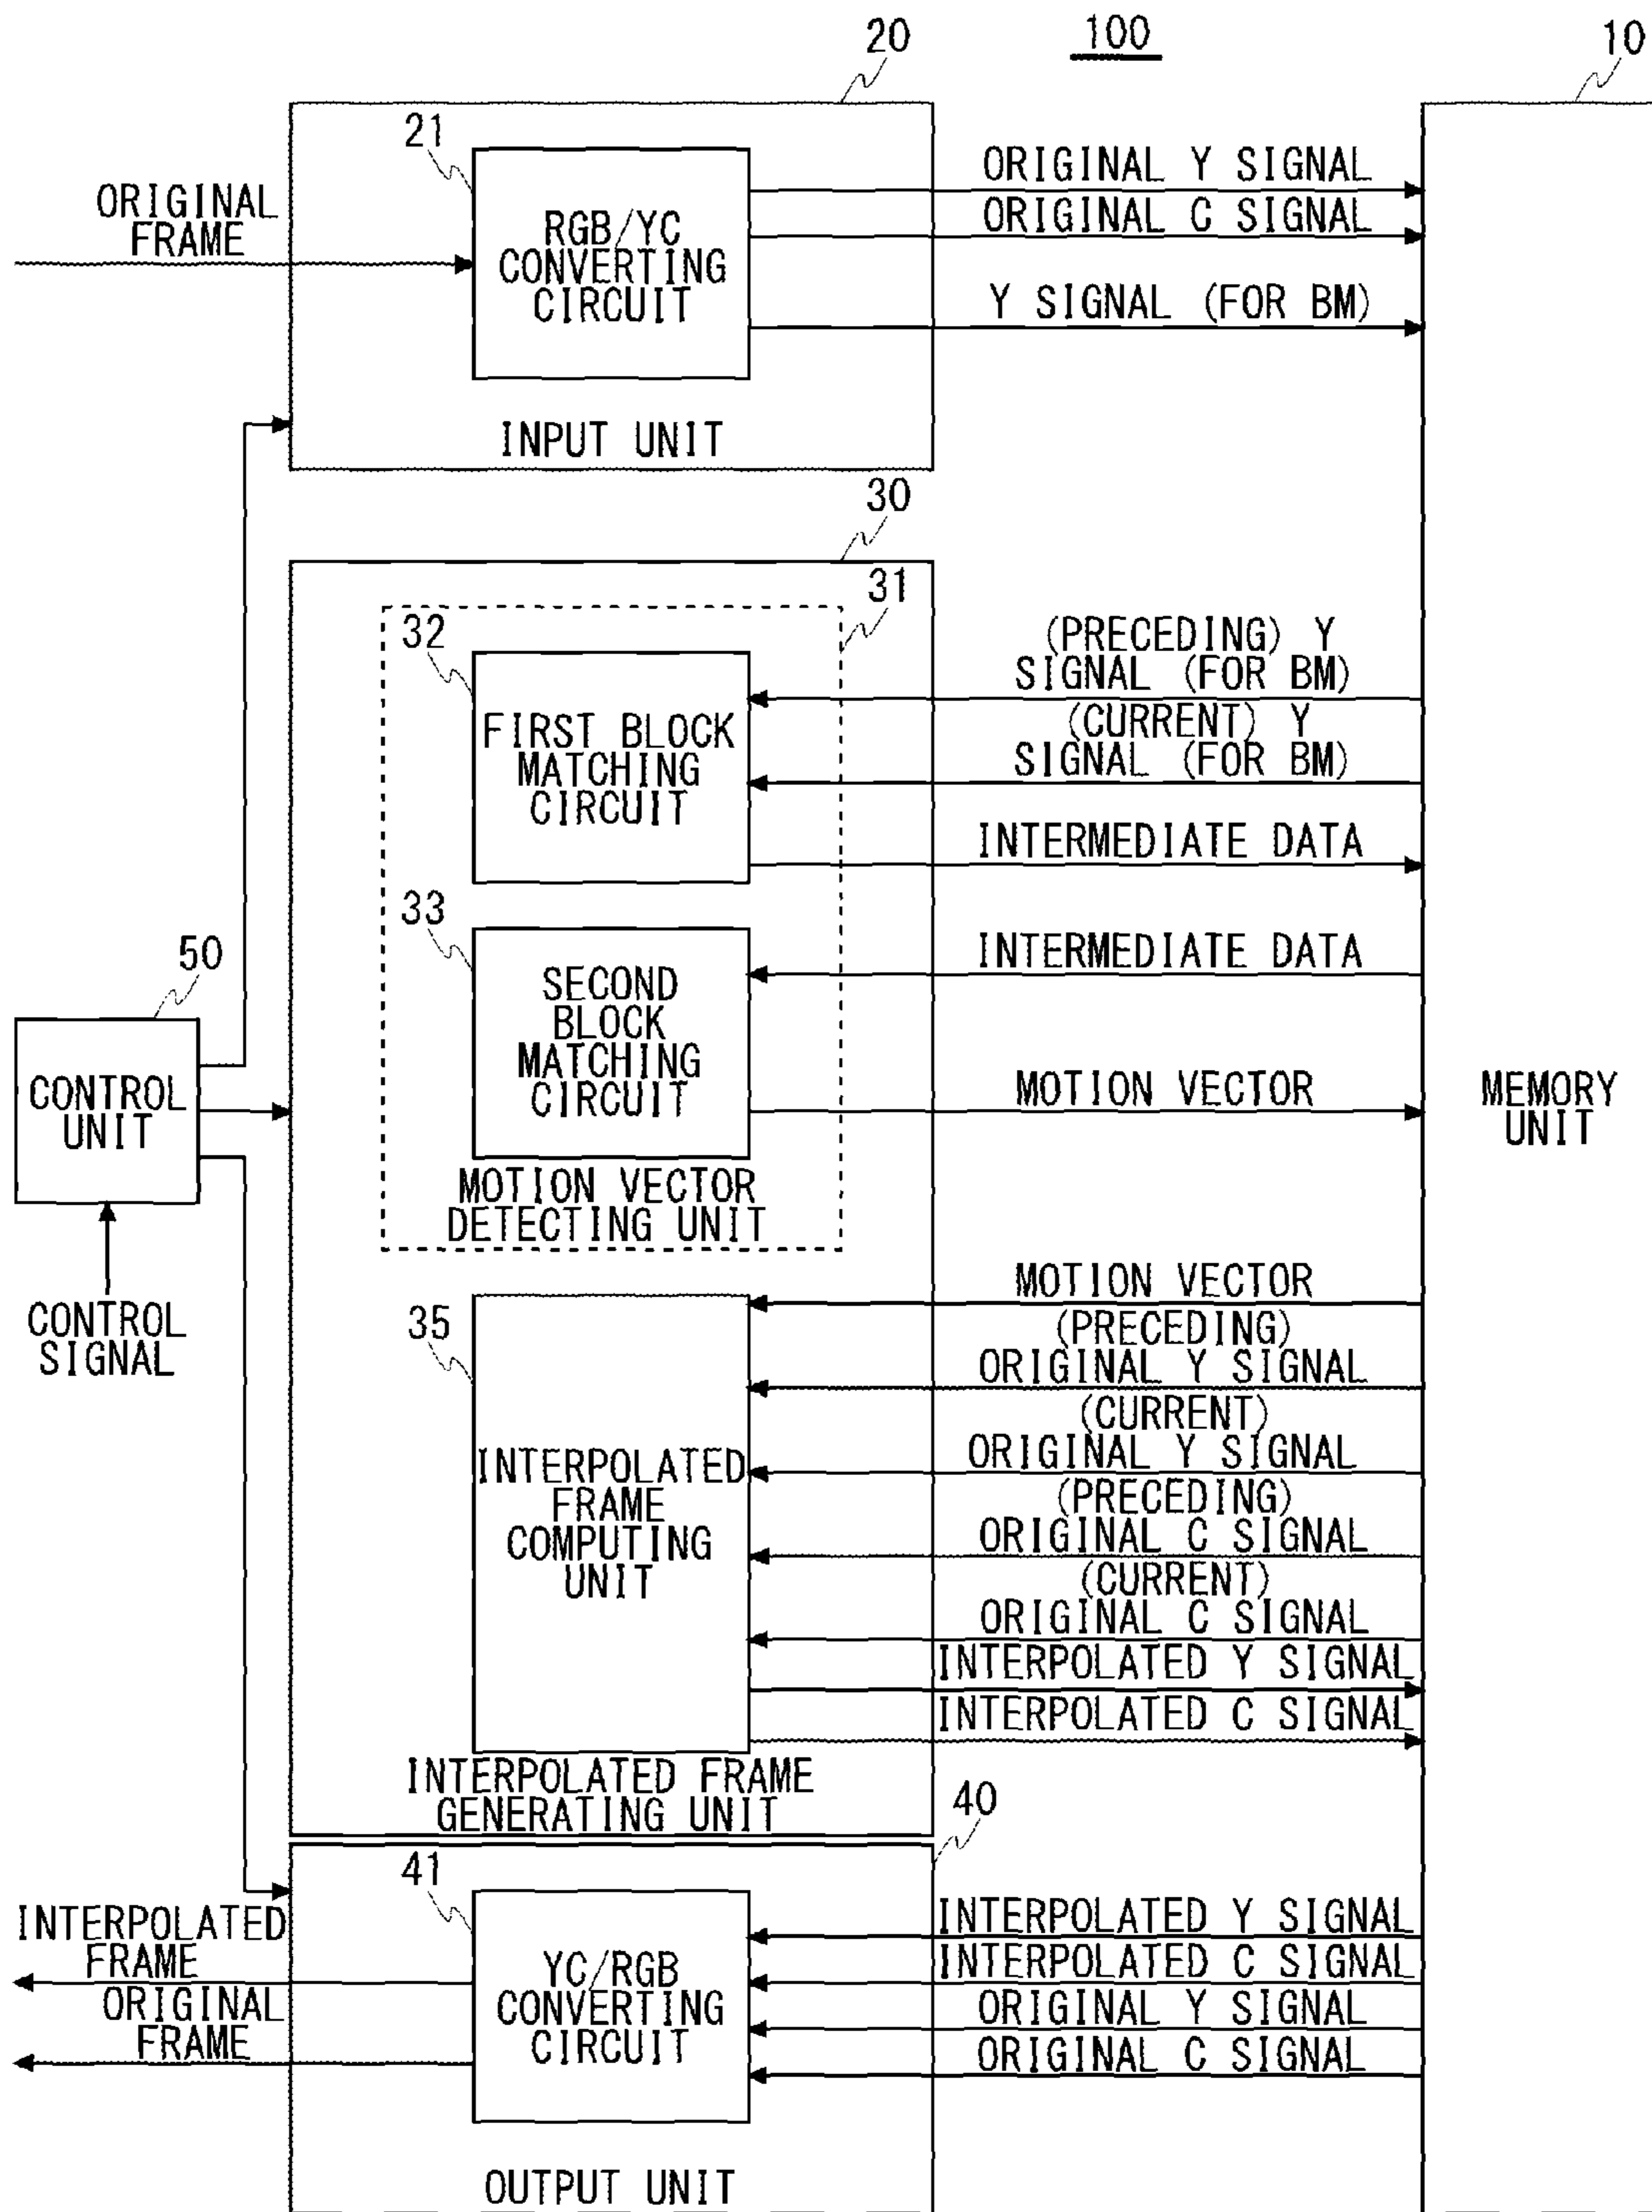 100
20
10
21
ORIGINAL
FRAME
RGB/YC
CONVERTING
CIRCUIT
INPUT UNIT
ORIGINAL Y SIGNAL
ORIGINAL C SIGNAL
Y SIGNAL (FOR BM)
30
31
32
FIRST BLOCK
MATCHING
CIRCUIT
(PRECEDING) Y
SIGNAL (FOR BM)
(CURRENT) Y
SIGNAL (FOR BM)
INTERMEDIATE DATA
33
SECOND
BLOCK
MATCHING
CIRCUIT
INTERMEDIATE DATA
MOTION VECTOR
MOTION VECTOR
DETECTING UNIT
50
CONTROL
UNIT
CONTROL
SIGNAL
MEMORY
UNIT
35
INTERPOLATED
FRAME
COMPUTING
UNIT
MOTION VECTOR
(PRECEDING)
ORIGINAL Y SIGNAL
(CURRENT)
ORIGINAL Y SIGNAL
(PRECEDING)
ORIGINAL C SIGNAL
(CURRENT)
ORIGINAL C SIGNAL
INTERPOLATED Y SIGNAL
INTERPOLATED C SIGNAL
INTERPOLATED FRAME
GENERATING UNIT
40
41
INTERPOLATED
FRAME
ORIGINAL
FRAME
YC/RGB
CONVERTING
CIRCUIT
INTERPOLATED Y SIGNAL
INTERPOLATED C SIGNAL
ORIGINAL Y SIGNAL
ORIGINAL C SIGNAL
OUTPUT UNIT